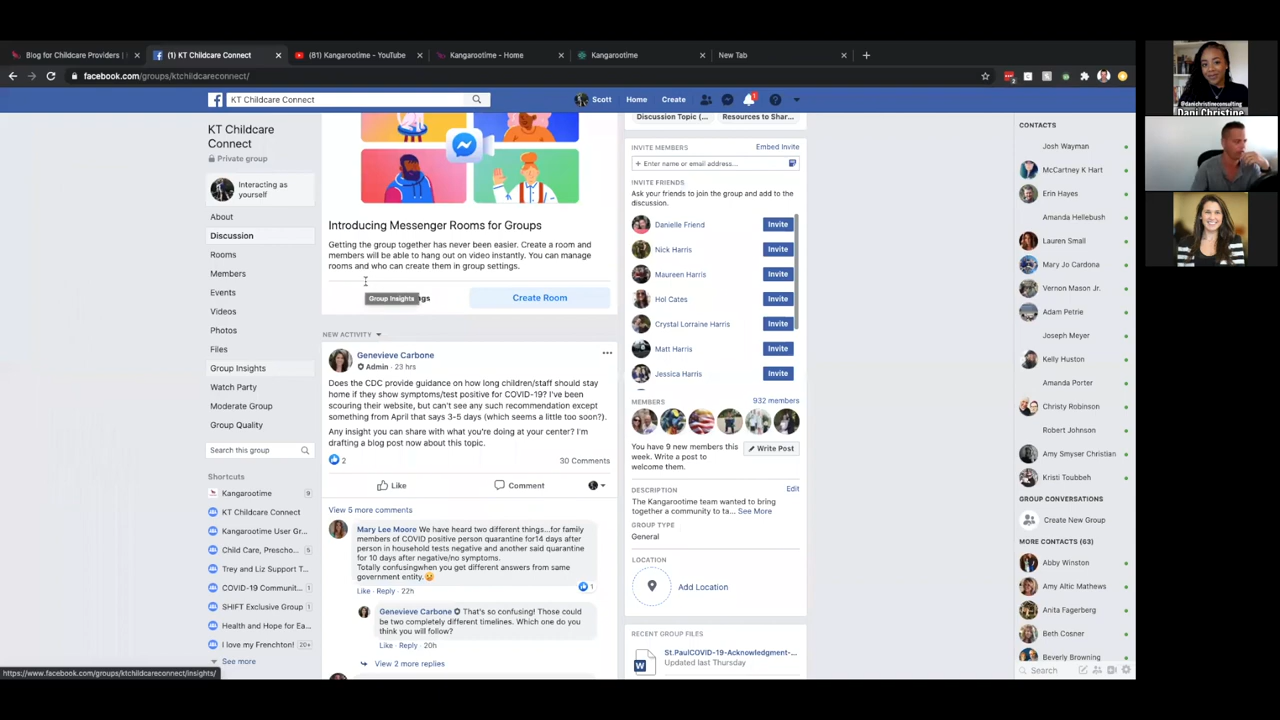 Blog for Childcare Providers |
(1) KT Childcare Connect
(81) Kangarootime - YouTube
Kangarootime - Home
Kangarootime
New Tab
facebook.com/groups/ktchildcareconnect/
KT Childcare Connect
Scott
Home
Create
1
KT Childcare
Connect
Private group
Interacting as
yourself
About
Discussion
Rooms
Members
Events
Videos
Photos
Files
Group Insights
Watch Party
Moderate Group
Group Quality
Search this group
Shortcuts
Kangarootime 9
KT Childcare Connect
Kangarootime User Gr...
Child Care, Prescho... 5
Trey and Liz Support T...
COVID-19 Communit...
SHIFT Exclusive Group 1
Health and Hope for Ea...
I love my Frenchton! 20+
See more
https://www.facebook.com/groups/ktchildcareconnect/insights/
Introducing Messenger Rooms for Groups
Getting the group together has never been easier. Create a room and
members will be able to hang out on video instantly. You can manage
rooms and who can create them in group settings.
Group Insights
gs
Create Room
NEW ACTIVITY
Genevieve Carbone
Admin · 23 hrs
Does the CDC provide guidance on how long children/staff should stay
home if they show symptoms/test positive for COVID-19? I've been
scouring their website, but can't see any such recommendation except
something from April that says 3-5 days (which seems a little too soon?).
Any insight you can share with what you're doing at your center? I'm
drafting a blog post now about this topic.
2
30 Comments
Like
Comment
View 5 more comments
Mary Lee Moore We have heard two different things...for family
members of COVID positive person quarantine for14 days after
person in household tests negative and another said quarantine
for 10 days after negative/no symptoms.
Totally confusingwhen you get different answers from same
government entity.
1
Like · Reply · 22h
Genevieve Carbone That's so confusing! Those could
be two completely different timelines. Which one do you
think you will follow?
Like · Reply · 20h
View 2 more replies
Discussion Topic (...
Resources to Shar...
INVITE MEMBERS
Embed Invite
+ Enter name or email address...
INVITE FRIENDS
Ask your friends to join the group and add to the
discussion.
Danielle Friend Invite
Nick Harris Invite
Maureen Harris Invite
Hol Cates Invite
Crystal Lorraine Harris Invite
Matt Harris Invite
Jessica Harris Invite
MEMBERS
932 members
You have 9 new members this
week. Write a post to
welcome them.
Write Post
DESCRIPTION
Edit
The Kangarootime team wanted to bring
together a community to ta... See More
GROUP TYPE
General
LOCATION
Add Location
RECENT GROUP FILES
St.PaulCOVID-19-Acknowledgment-...
Updated last Thursday
CONTACTS
Josh Wayman
McCartney K Hart
Erin Hayes
Amanda Hellebush
Lauren Small
Mary Jo Cardona
Vernon Mason Jr.
Adam Petrie
Joseph Meyer
Kelly Huston
Amanda Porter
Christy Robinson
Robert Johnson
Amy Smyser Christian
Kristi Toubbeh
GROUP CONVERSATIONS
Create New Group
MORE CONTACTS (63)
Abby Winston
Amy Altic Mathews
Anita Fagerberg
Beth Cosner
Beverly Browning
Search
@danichristineconsulting
Dani Christine